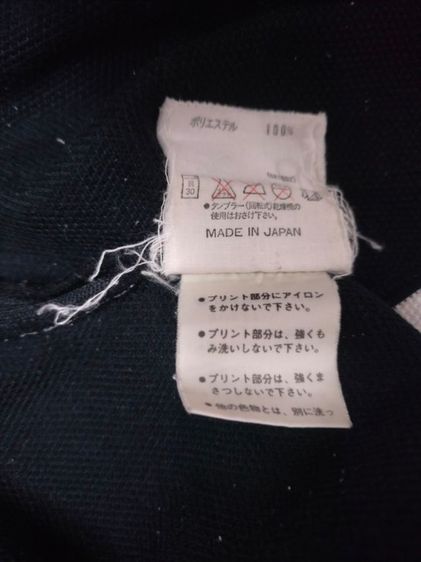 ポリエステル 100%
30
●タンブラー(回転式)乾燥機の
使用はおさけ下さい。
MADE IN JAPAN
●プリント部分にアイロン
をかけないで下さい。
●プリント部分は、強くも
み洗いしないで下さい。
●プリント部分は、強くま
さつしないで下さい。
●他の色物とは、別に洗っ